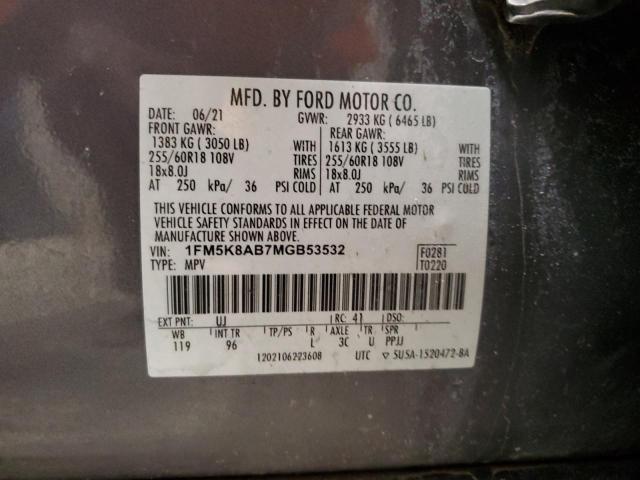 MFD. BY FORD MOTOR CO.
DATE: 06/21 GVWR: 2933 KG ( 6465 LB)
FRONT GAWR: REAR GAWR:
1383 KG ( 3050 LB) WITH 1613 KG ( 3555 LB) WITH
255/60R18 108V TIRES 255/60R18 108V TIRES
18x8.0J RIMS 18x8.0J RIMS
AT 250 kPa/ 36 PSI COLD AT 250 kPa/ 36 PSI COLD
THIS VEHICLE CONFORMS TO ALL APPLICABLE FEDERAL MOTOR
VEHICLE SAFETY STANDARDS IN EFFECT ON THE DATE OF
MANUFACTURE SHOWN ABOVE.
VIN: 1FM5K8AB7MGB53532 F0281
TYPE: MPV T0220
EXT PNT: UJ RC: 41 DSO:
WB INT TR TP/PS R AXLE TR SPR
119 96 L 3C U PPJJ
1202106223608 UTC ▽ 5USA-1520472-BA